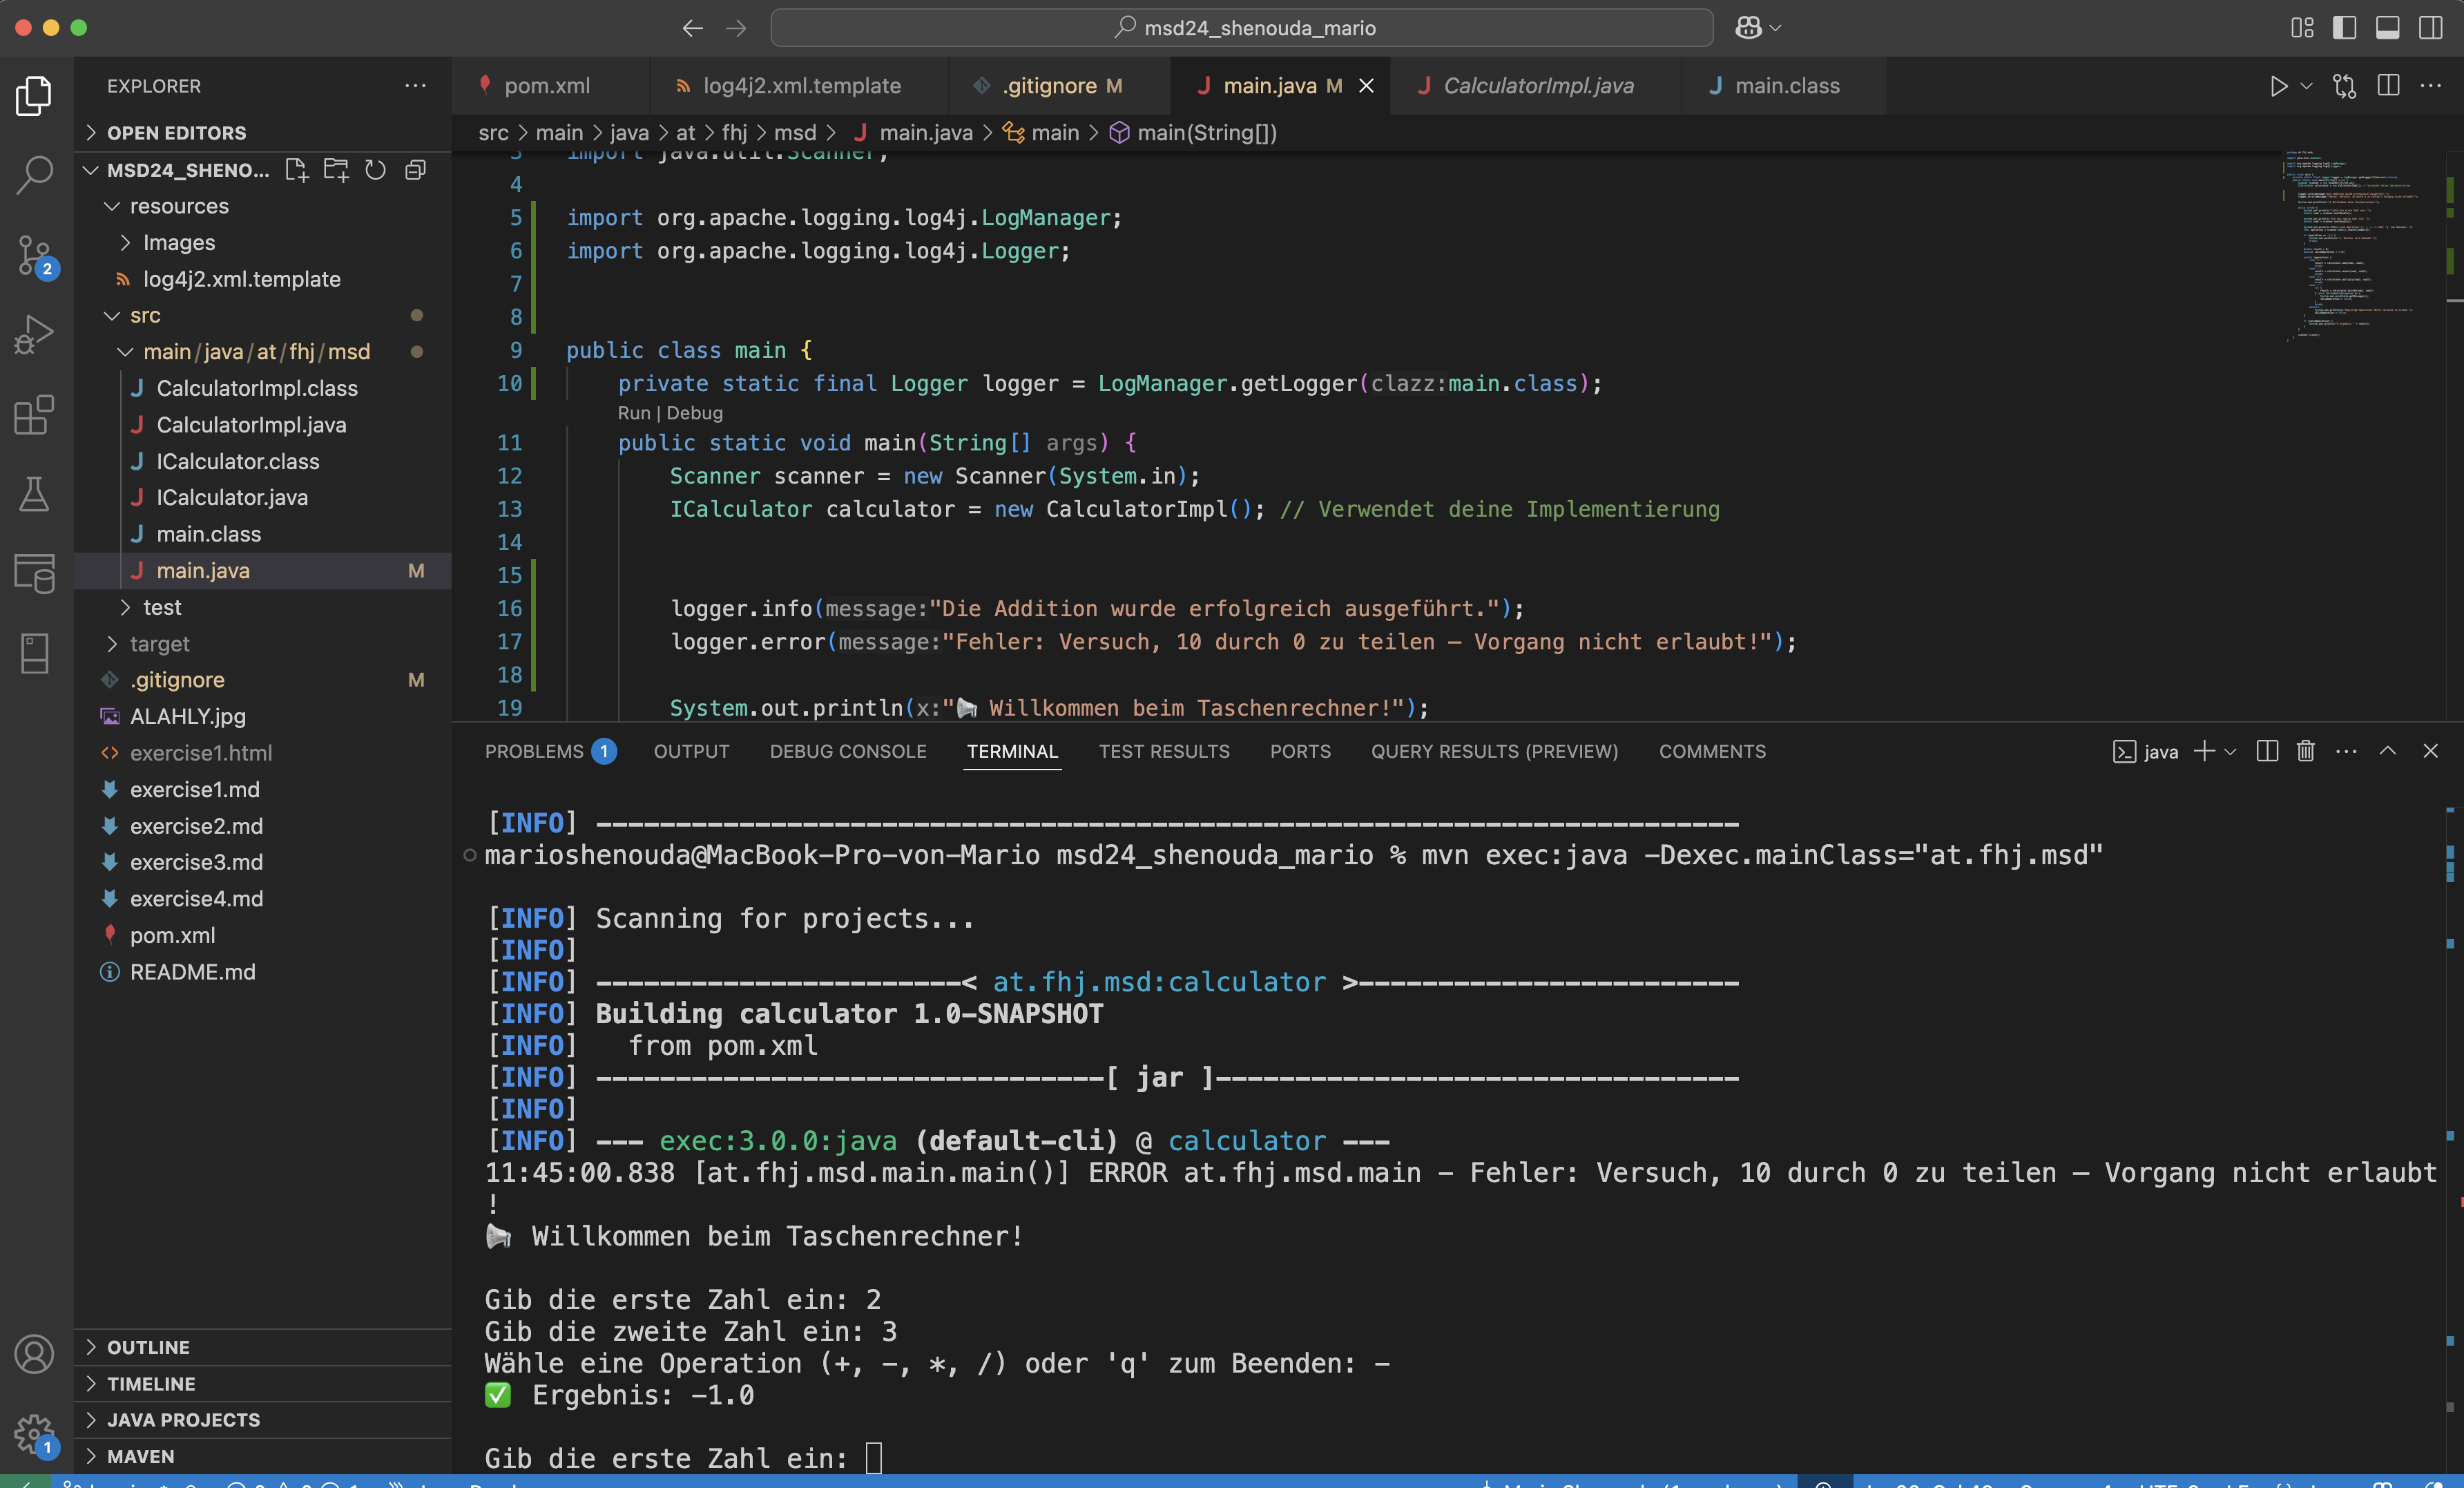 msd24_shenouda_mario
EXPLORER
OPEN EDITORS
MSD24_SHENO...
resources
Images
log4j2.xml.template
src
main/java/at/fhj/msd
CalculatorImpl.class
CalculatorImpl.java
ICalculator.class
ICalculator.java
main.class
main.java M
test
target
.gitignore M
ALAHLY.jpg
exercise1.html
exercise1.md
exercise2.md
exercise3.md
exercise4.md
pom.xml
README.md
OUTLINE
TIMELINE
JAVA PROJECTS
MAVEN
2
1
pom.xml
log4j2.xml.template
.gitignore M
main.java M
CalculatorImpl.java
main.class
src > main > java > at > fhj > msd > main.java > main > main(String[])
3 import java.util.Scanner;
4
5 import org.apache.logging.log4j.LogManager;
6 import org.apache.logging.log4j.Logger;
7
8
9 public class main {
10 private static final Logger logger = LogManager.getLogger(clazz:main.class);
Run | Debug
11 public static void main(String[] args) {
12 Scanner scanner = new Scanner(System.in);
13 ICalculator calculator = new CalculatorImpl(); // Verwendet deine Implementierung
14
15
16 logger.info(message:"Die Addition wurde erfolgreich ausgeführt.");
17 logger.error(message:"Fehler: Versuch, 10 durch 0 zu teilen – Vorgang nicht erlaubt!");
18
19 System.out.println(x:"📢 Willkommen beim Taschenrechner!");
PROBLEMS 1 OUTPUT DEBUG CONSOLE TERMINAL TEST RESULTS PORTS QUERY RESULTS (PREVIEW) COMMENTS
java
[INFO] ------------------------------------------------------------------------
marioshenouda@MacBook-Pro-von-Mario msd24_shenouda_mario % mvn exec:java -Dexec.mainClass="at.fhj.msd"
[INFO] Scanning for projects...
[INFO]
[INFO] -----------------------< at.fhj.msd:calculator >------------------------
[INFO] Building calculator 1.0-SNAPSHOT
[INFO] from pom.xml
[INFO] --------------------------------[ jar ]---------------------------------
[INFO]
[INFO] --- exec:3.0.0:java (default-cli) @ calculator ---
11:45:00.838 [at.fhj.msd.main.main()] ERROR at.fhj.msd.main - Fehler: Versuch, 10 durch 0 zu teilen – Vorgang nicht erlaubt
!
📢 Willkommen beim Taschenrechner!
Gib die erste Zahl ein: 2
Gib die zweite Zahl ein: 3
Wähle eine Operation (+, -, *, /) oder 'q' zum Beenden: -
✅ Ergebnis: -1.0
Gib die erste Zahl ein: